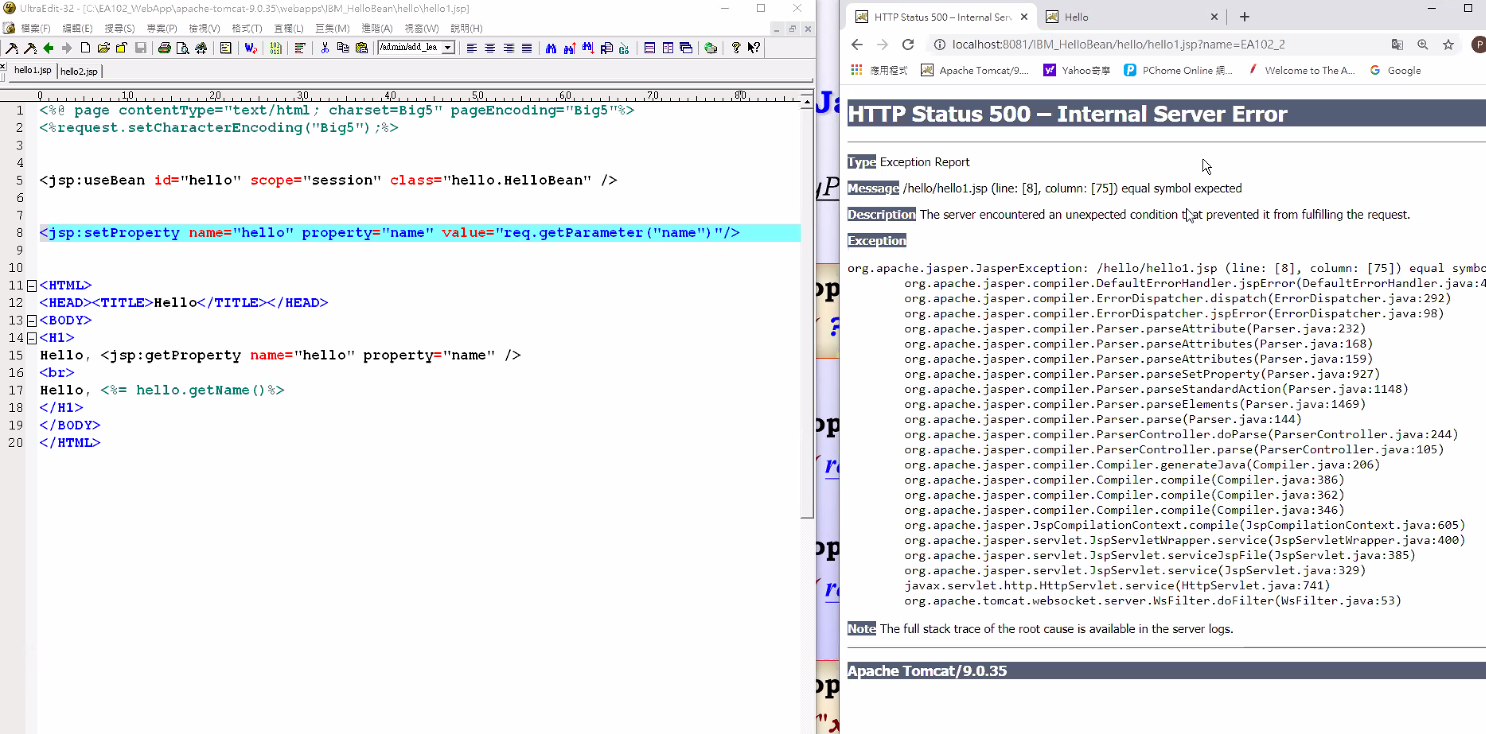 UltraEdit-32 - [C:\EA102_WebApp\apache-tomcat-9.0.35\webapps\IBM_HelloBean\hello\hello1.jsp]
檔案(F) 編輯(E) 搜尋(S) 專案(P) 檢視(V) 格式(T) 直欄(L) 巨集(M) 進階(A) 視窗(W) 說明(H)
/admin/add_lea
hello1.jsp hello2.jsp
0 10 20 30 40 50 60 70 80
1 <%@ page contentType="text/html; charset=Big5" pageEncoding="Big5"%>
2 <%request.setCharacterEncoding("Big5");%>
3
4
5 <jsp:useBean id="hello" scope="session" class="hello.HelloBean" />
6
7
8 <jsp:setProperty name="hello" property="name" value="req.getParameter("name")"/>
9
10
11 <HTML>
12 <HEAD><TITLE>Hello</TITLE></HEAD>
13 <BODY>
14 <H1>
15 Hello, <jsp:getProperty name="hello" property="name" />
16 <br>
17 Hello, <%= hello.getName()%>
18 </H1>
19 </BODY>
20 </HTML>
HTTP Status 500 – Internal Ser
Hello
localhost:8081/IBM_HelloBean/hello/hello1.jsp?name=EA102_2
P
應用程式 Apache Tomcat/9.... Yahoo奇摩 PChome Online 網... Welcome to The A... Google
HTTP Status 500 – Internal Server Error
Type Exception Report
Message /hello/hello1.jsp (line: [8], column: [75]) equal symbol expected
Description The server encountered an unexpected condition that prevented it from fulfilling the request.
Exception
org.apache.jasper.JasperException: /hello/hello1.jsp (line: [8], column: [75]) equal symbo
org.apache.jasper.compiler.DefaultErrorHandler.jspError(DefaultErrorHandler.java:4
org.apache.jasper.compiler.ErrorDispatcher.dispatch(ErrorDispatcher.java:292)
org.apache.jasper.compiler.ErrorDispatcher.jspError(ErrorDispatcher.java:98)
org.apache.jasper.compiler.Parser.parseAttribute(Parser.java:232)
org.apache.jasper.compiler.Parser.parseAttributes(Parser.java:168)
org.apache.jasper.compiler.Parser.parseAttributes(Parser.java:159)
org.apache.jasper.compiler.Parser.parseSetProperty(Parser.java:927)
org.apache.jasper.compiler.Parser.parseStandardAction(Parser.java:1148)
org.apache.jasper.compiler.Parser.parseElements(Parser.java:1469)
org.apache.jasper.compiler.Parser.parse(Parser.java:144)
org.apache.jasper.compiler.ParserController.doParse(ParserController.java:244)
org.apache.jasper.compiler.ParserController.parse(ParserController.java:105)
org.apache.jasper.compiler.Compiler.generateJava(Compiler.java:206)
org.apache.jasper.compiler.Compiler.compile(Compiler.java:386)
org.apache.jasper.compiler.Compiler.compile(Compiler.java:362)
org.apache.jasper.compiler.Compiler.compile(Compiler.java:346)
org.apache.jasper.JspCompilationContext.compile(JspCompilationContext.java:605)
org.apache.jasper.servlet.JspServletWrapper.service(JspServletWrapper.java:400)
org.apache.jasper.servlet.JspServlet.serviceJspFile(JspServlet.java:385)
org.apache.jasper.servlet.JspServlet.service(JspServlet.java:329)
javax.servlet.http.HttpServlet.service(HttpServlet.java:741)
org.apache.tomcat.websocket.server.WsFilter.doFilter(WsFilter.java:53)
Note The full stack trace of the root cause is available in the server logs.
Apache Tomcat/9.0.35